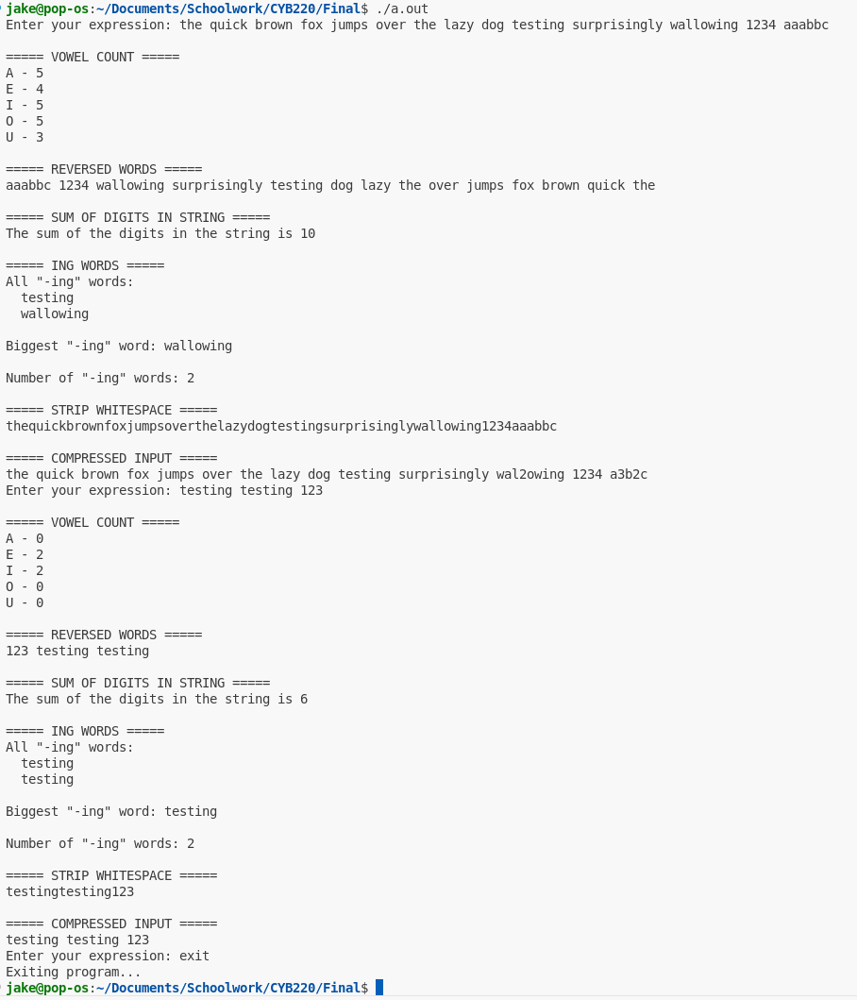 jake@pop-os:~/Documents/Schoolwork/CYB220/Final$ ./a.out
Enter your expression: the quick brown fox jumps over the lazy dog testing surprisingly wallowing 1234 aaabbc
===== VOWEL COUNT =====
A - 5
E - 4
I - 5
O - 5
U - 3
===== REVERSED WORDS =====
aaabbc 1234 wallowing surprisingly testing dog lazy the over jumps fox brown quick the
===== SUM OF DIGITS IN STRING =====
The sum of the digits in the string is 10
===== ING WORDS =====
All "-ing" words:
  testing
  wallowing
Biggest "-ing" word: wallowing
Number of "-ing" words: 2
===== STRIP WHITESPACE =====
thequickbrownfoxjumpsoverthelazydogtestingsurprisinglywallowing1234aaabbc
===== COMPRESSED INPUT =====
the quick brown fox jumps over the lazy dog testing surprisingly wal2owing 1234 a3b2c
Enter your expression: testing testing 123
===== VOWEL COUNT =====
A - 0
E - 2
I - 2
O - 0
U - 0
===== REVERSED WORDS =====
123 testing testing
===== SUM OF DIGITS IN STRING =====
The sum of the digits in the string is 6
===== ING WORDS =====
All "-ing" words:
  testing
  testing
Biggest "-ing" word: testing
Number of "-ing" words: 2
===== STRIP WHITESPACE =====
testingtesting123
===== COMPRESSED INPUT =====
testing testing 123
Enter your expression: exit
Exiting program...
jake@pop-os:~/Documents/Schoolwork/CYB220/Final$